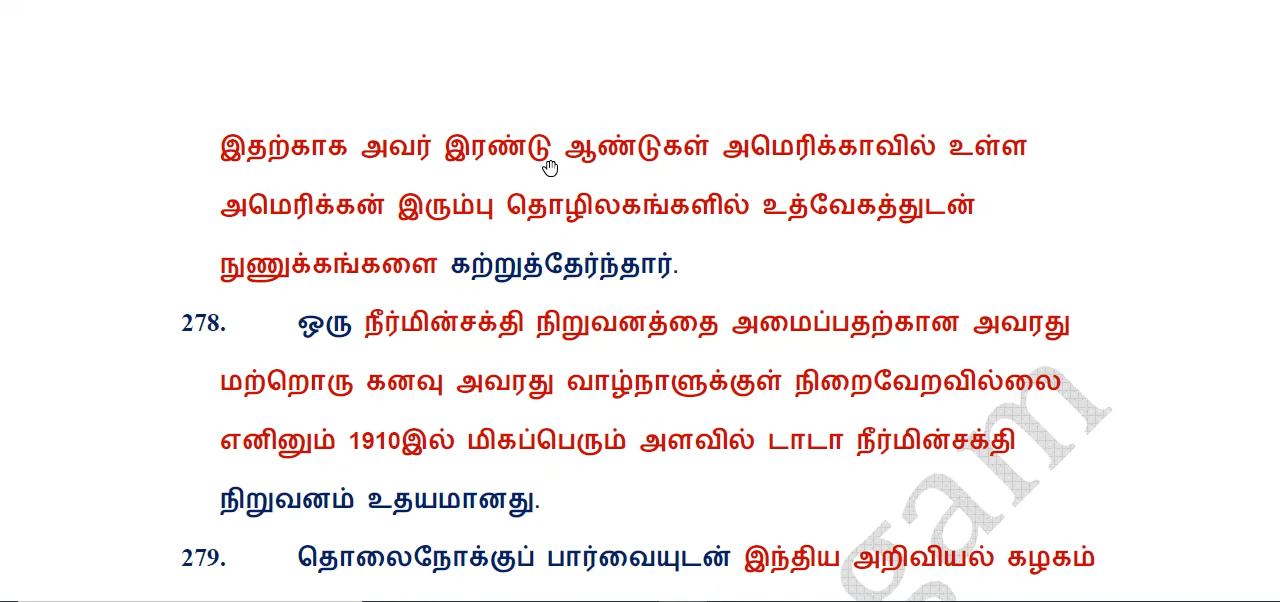 இதற்காக அவர் இரண்டு ஆண்டுகள் அமெரிக்காவில் உள்ள
அமெரிக்கன் இரும்பு தொழிலகங்களில் உத்வேகத்துடன்
நுணுக்கங்களை கற்றுத்தேர்ந்தார்.
278. ஒரு நீர்மின்சக்தி நிறுவனத்தை அமைப்பதற்கான அவரது
மற்றொரு கனவு அவரது வாழ்நாளுக்குள் நிறைவேறவில்லை
எனினும் 1910இல் மிகப்பெரும் அளவில் டாடா நீர்மின்சக்தி
நிறுவனம் உதயமானது.
279. தொலைநோக்குப் பார்வையுடன் இந்திய அறிவியல் கழகம்
gam